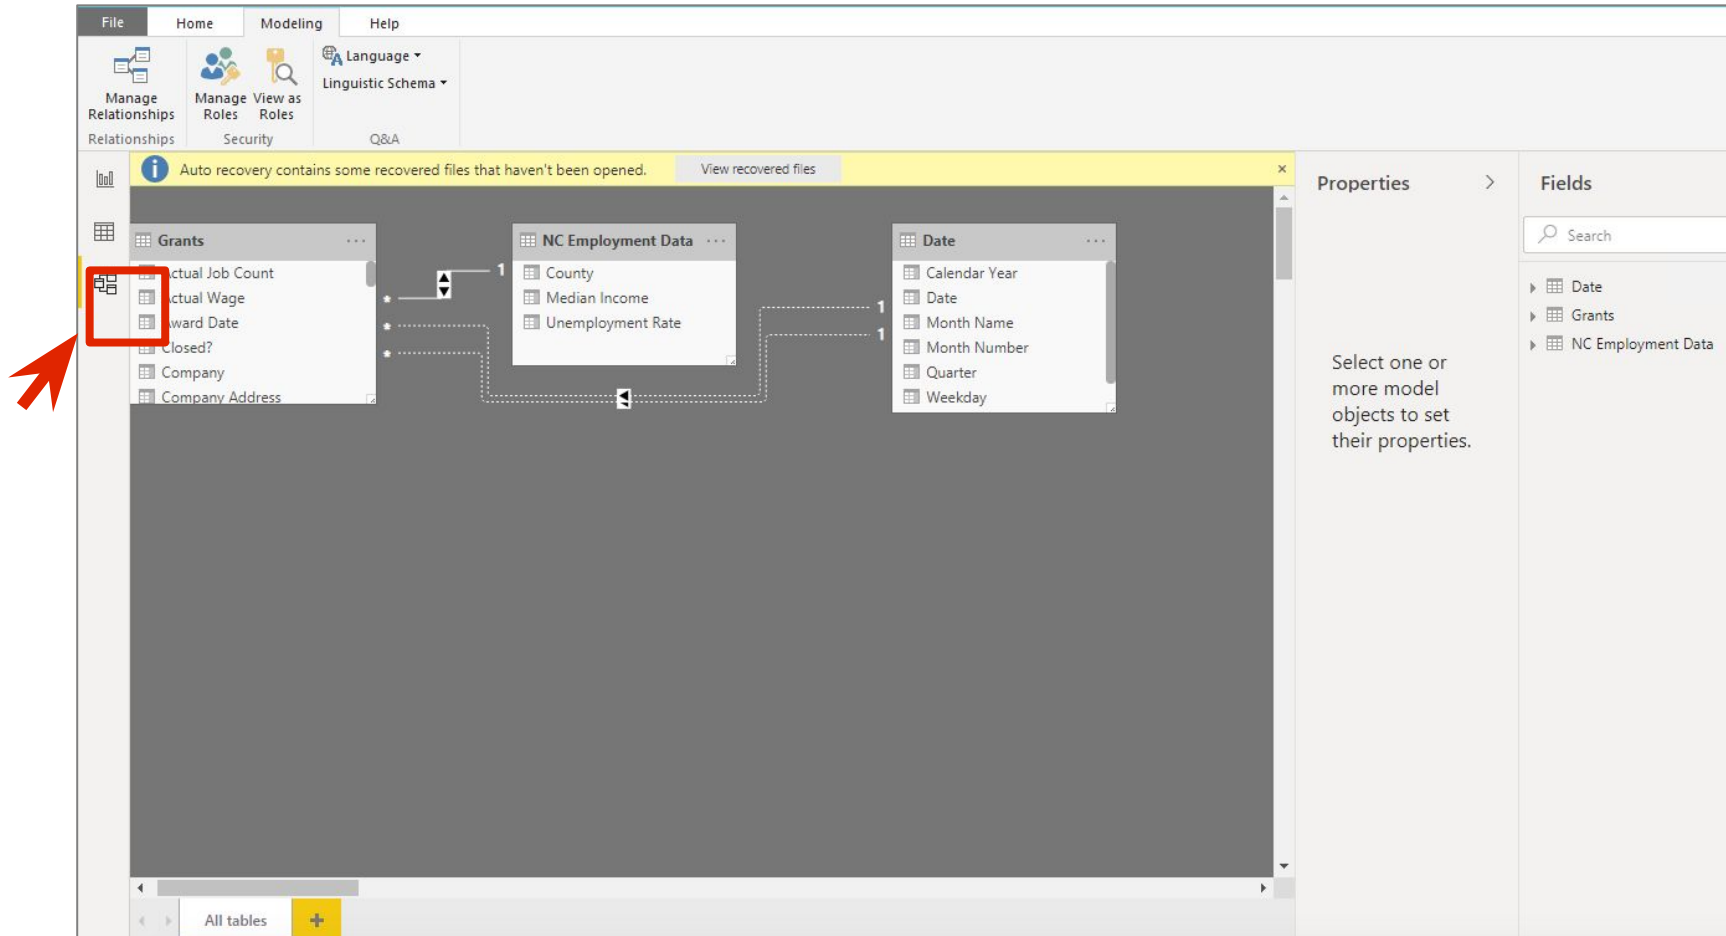 File Home Modeling Help
Manage Relationships
Manage Roles
View as Roles
Language
Linguistic Schema
Relationships Security Q&A
Auto recovery contains some recovered files that haven't been opened. View recovered files
Properties
Fields
Search
Grants
Actual Job Count
Actual Wage
Award Date
Closed?
Company
Company Address
1
*
*
*
NC Employment Data
County
Median Income
Unemployment Rate
1
1
Date
Calendar Year
Date
Month Name
Month Number
Quarter
Weekday
Select one or
more model
objects to set
their properties.
Date
Grants
NC Employment Data
All tables